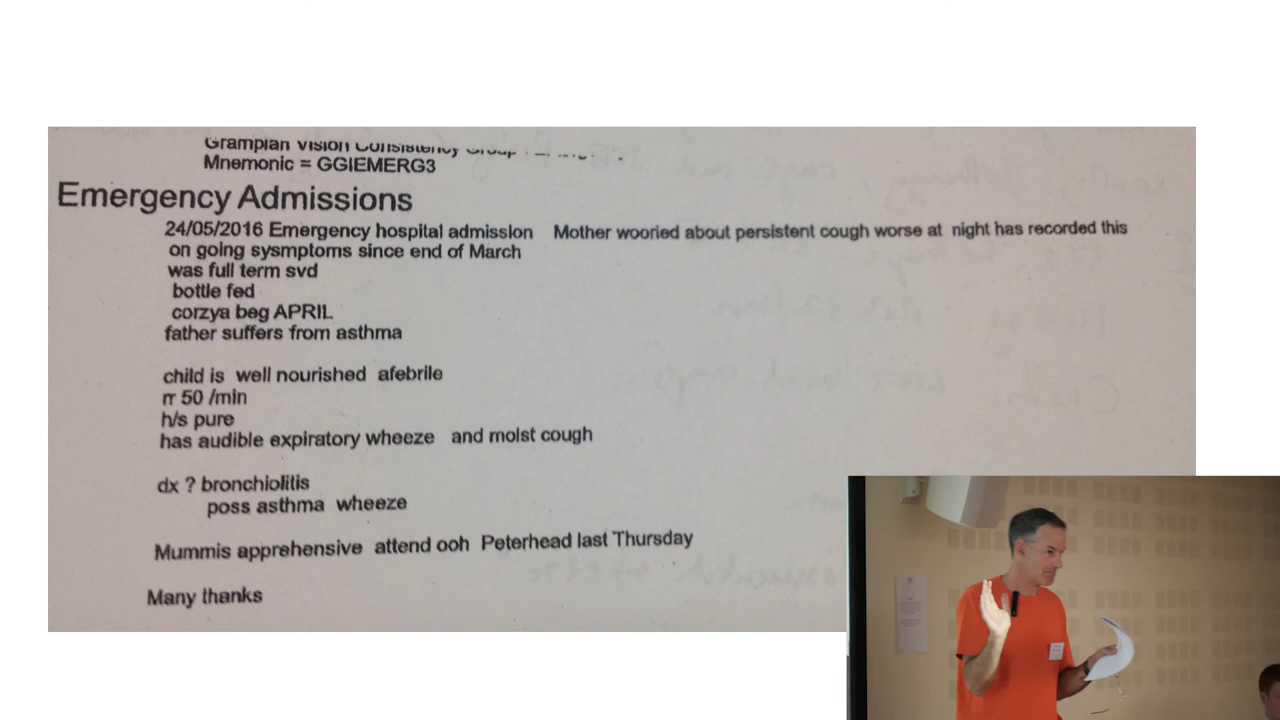 Grampian Vision Consistency Group
Mnemonic = GGIEMERG3
Emergency Admissions
24/05/2016 Emergency hospital admission Mother wooried about persistent cough worse at night has recorded this
on going sysmptoms since end of March
was full term svd
bottle fed
corzya beg APRIL
father suffers from asthma
child is well nourished afebrile
rr 50 /min
h/s pure
has audible expiratory wheeze and moist cough
dx ? bronchiolitis
poss asthma wheeze
Mummis apprehensive attend ooh Peterhead last Thursday
Many thanks